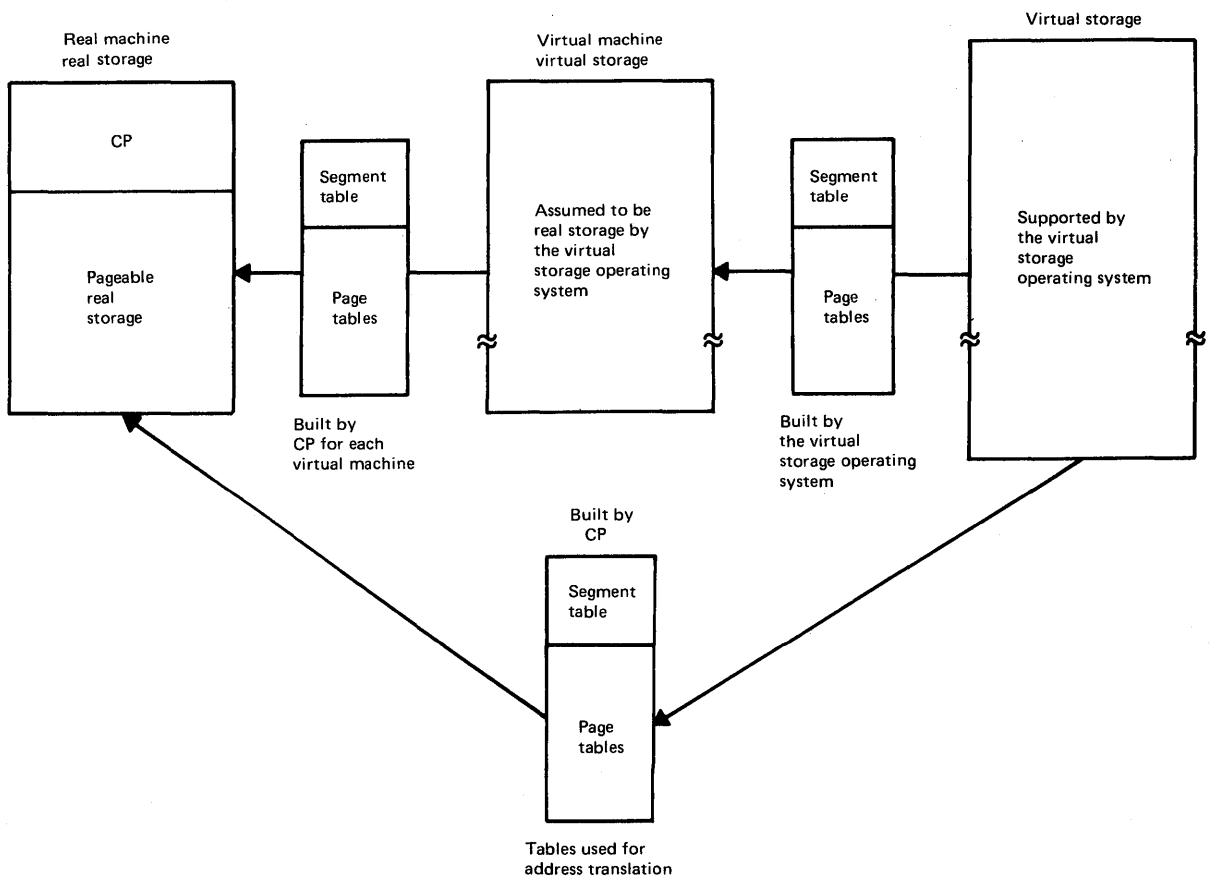 Real machine
real storage
CP
Pageable
real
storage
Segment
table
Page
tables
Built by
CP for each
virtual machine
Virtual machine
virtual storage
Assumed to be
real storage by
the virtual
storage operating
system
Segment
table
Page
tables
Built by
the virtual
storage operating
system
Virtual storage
Supported by
the virtual
storage
operating system
Built by
CP
Segment
table
Page
tables
Tables used for
address translation